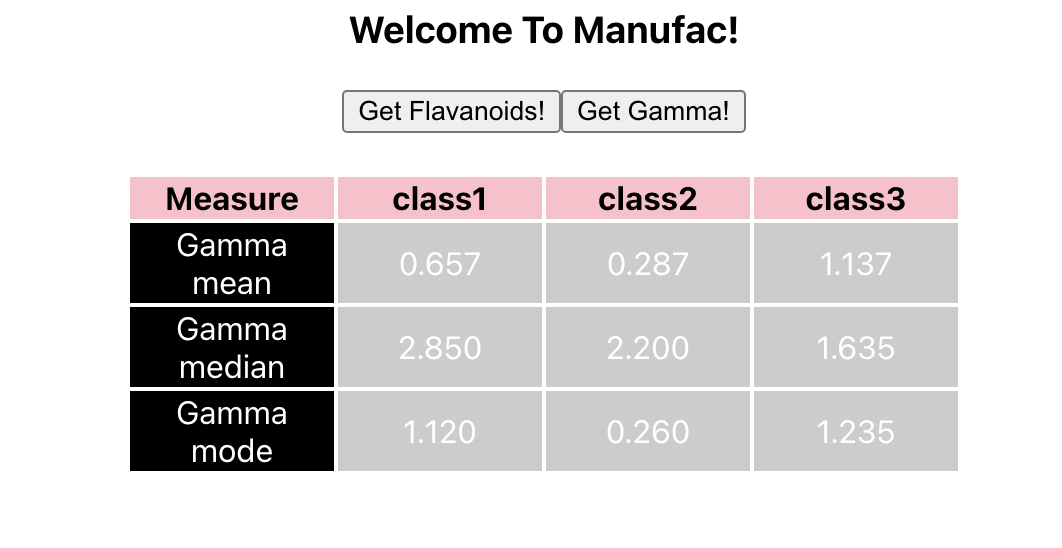 Welcome To Manufac!
Get Flavanoids! Get Gamma!
Measure class1 class2 class3
Gamma mean 0.657 0.287 1.137
Gamma median 2.850 2.200 1.635
Gamma mode 1.120 0.260 1.235